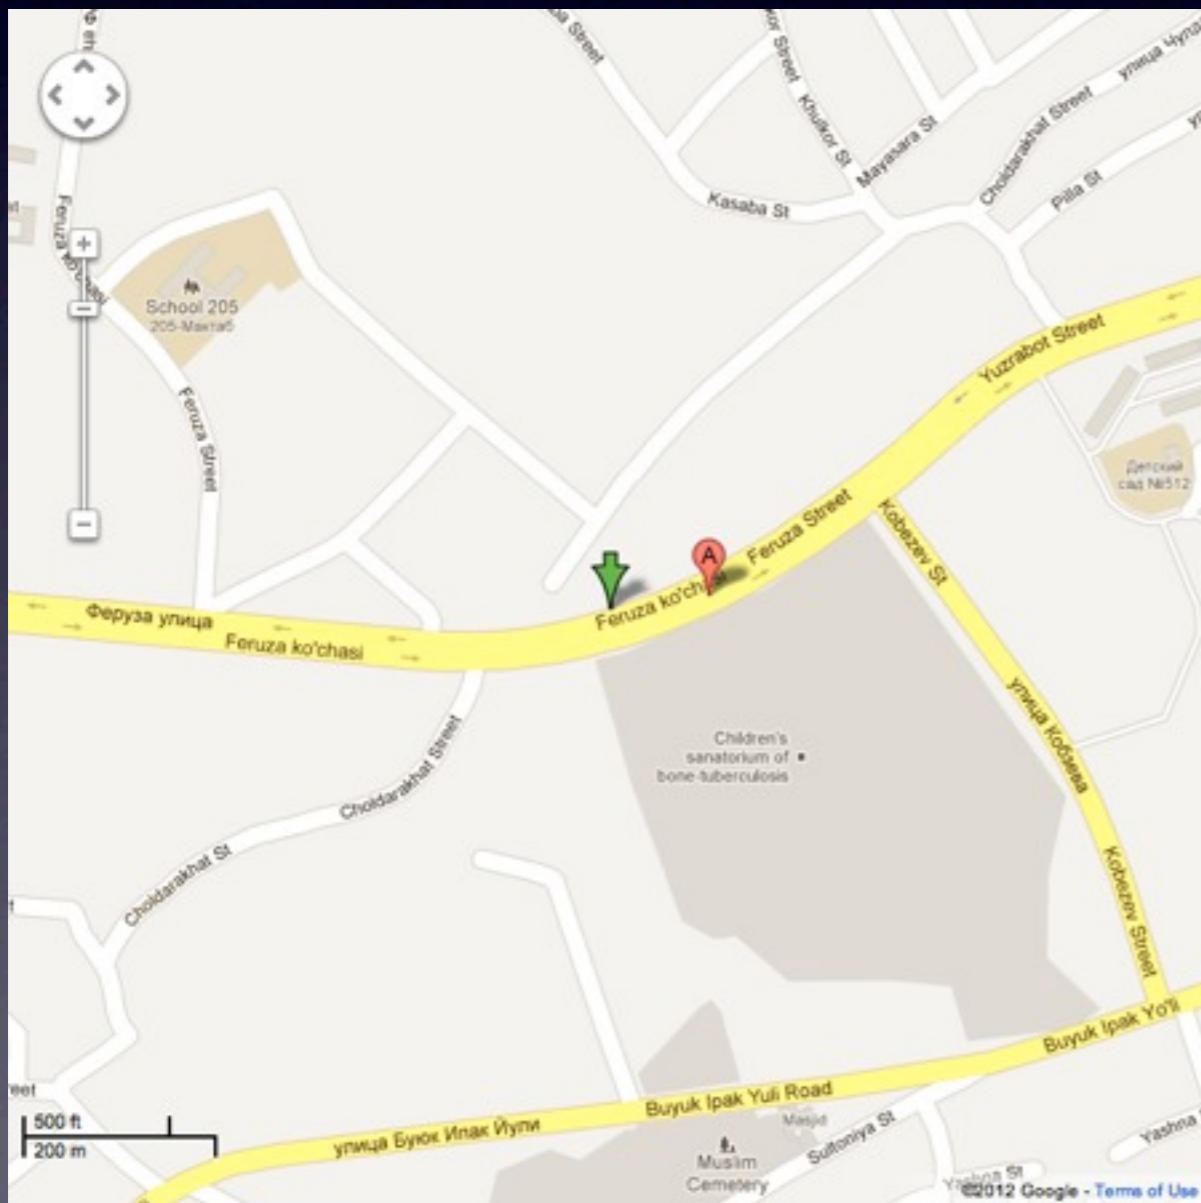 Street
Khulkor St
Mayasara St
Choldarakhat Street
улица
Kasaba St
Pilla St
Feruza ko'chasi
School 205
205-Мактаб
Yuzrabot Street
Feruza Street
Детский
сад №512
Kobezev St
A
Feruza Street
Feruza ko'chasi
Феруза улица
Feruza ko'chasi
улица Кобзева
Children's
sanatorium of
bone-tuberculosis
Choldarakhat Street
Choldarakhat St
Kobezev Street
Buyuk Ipak Yo'li
Buyuk Ipak Yuli Road
500 ft
200 m
улица Буюк Ипак Йули
Masjid
Sultoniya St
Yashna
Muslim
Cemetery
Yashna St
©2012 Google - Terms of Use